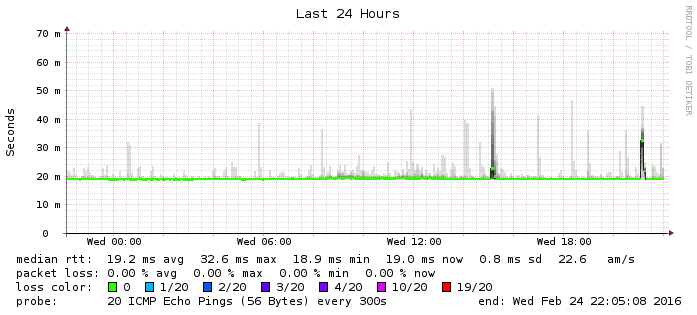 Last 24 Hours
RRDTOOL / TOBI OETIKER
Seconds
70 m
60 m
50 m
40 m
30 m
20 m
10 m
0
Wed 00:00 Wed 06:00 Wed 12:00 Wed 18:00
median rtt: 19.2 ms avg 32.6 ms max 18.9 ms min 19.0 ms now 0.8 ms sd 22.6 am/s
packet loss: 0.00 % avg 0.00 % max 0.00 % min 0.00 % now
loss color: 0 1/20 2/20 3/20 4/20 10/20 19/20
probe: 20 ICMP Echo Pings (56 Bytes) every 300s end: Wed Feb 24 22:05:08 2016